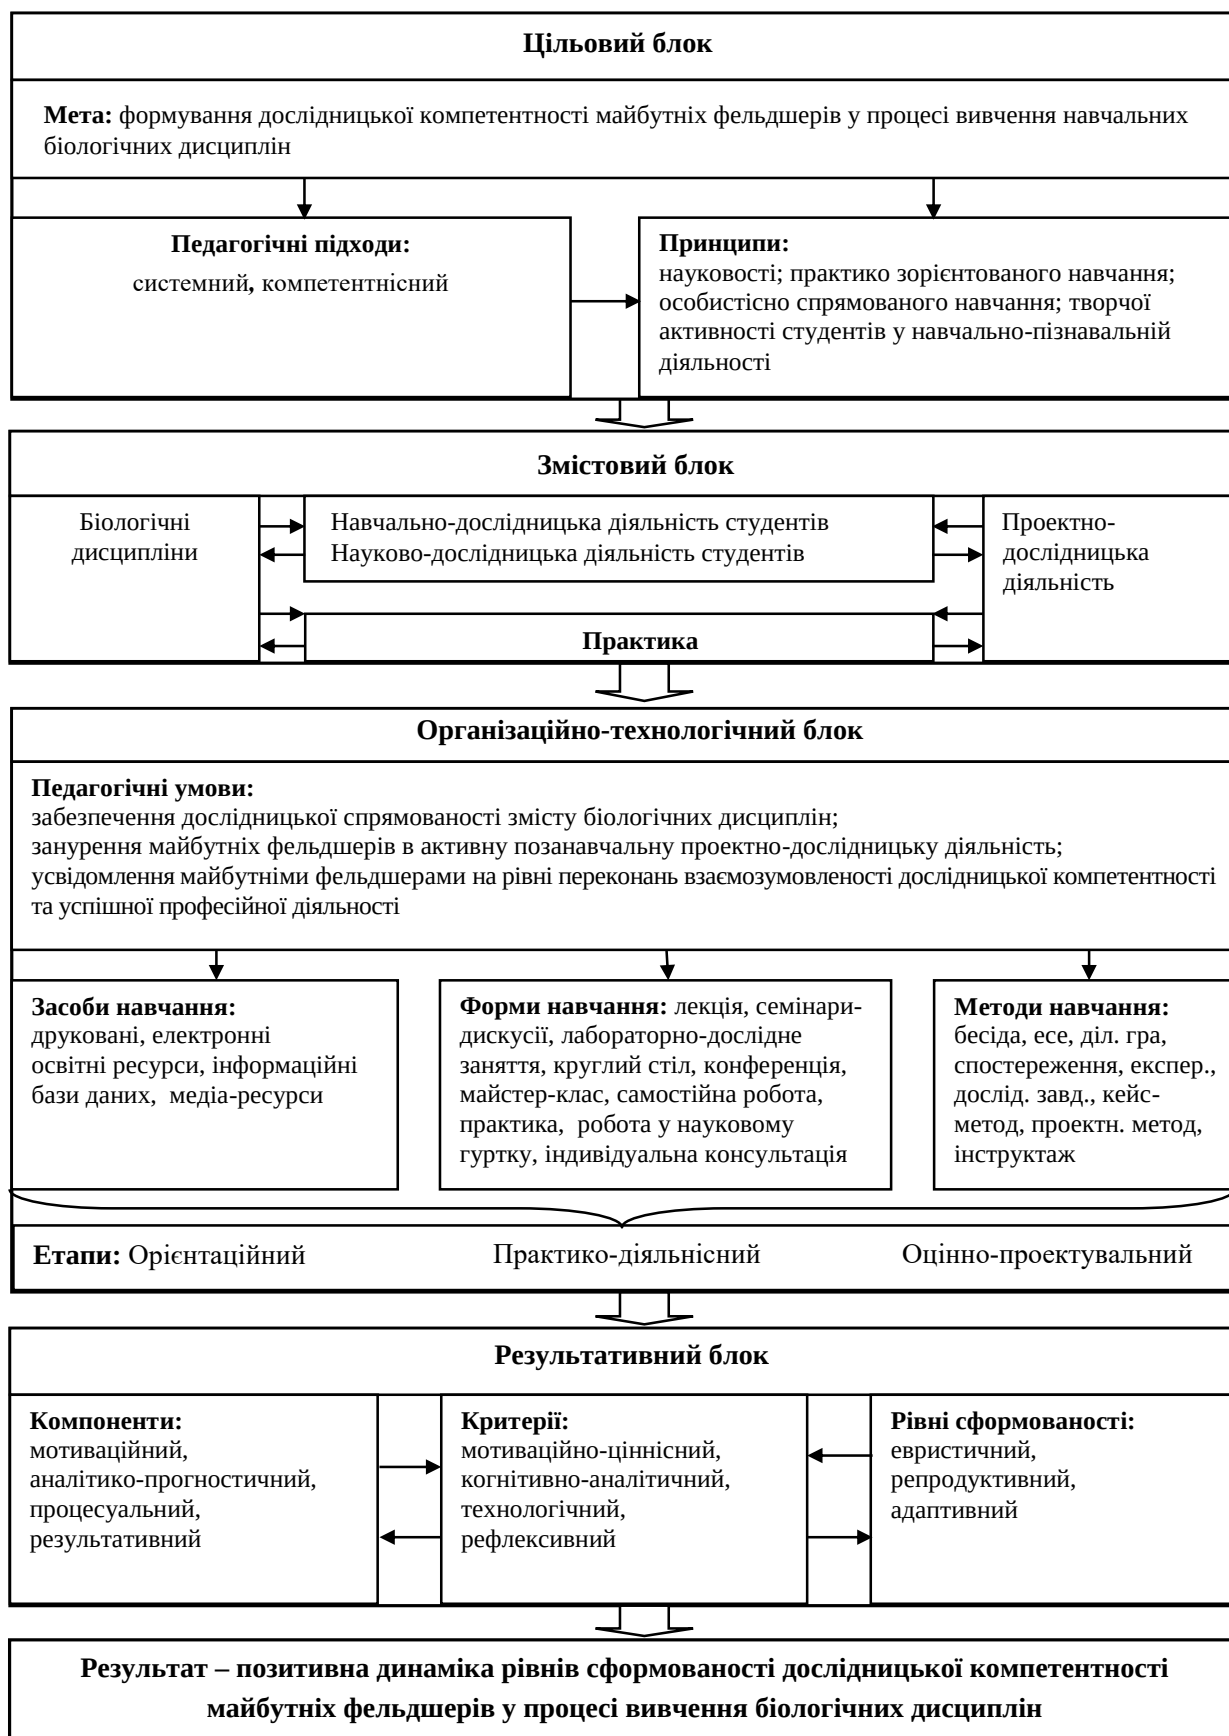 Цільовий блок
Мета: формування дослідницької компетентності майбутніх фельдшерів у процесі вивчення навчальних
біологічних дисциплін
Педагогічні підходи:
системний, компетентнісний
Принципи:
науковості; практико зорієнтованого навчання;
особистісно спрямованого навчання; творчої
активності студентів у навчально-пізнавальній
діяльності
Змістовий блок
Біологічні
дисципліни
Навчально-дослідницька діяльність студентів
Науково-дослідницька діяльність студентів
Проектно-
дослідницька
діяльність
Практика
Організаційно-технологічний блок
Педагогічні умови:
забезпечення дослідницької спрямованості змісту біологічних дисциплін;
занурення майбутніх фельдшерів в активну позанавчальну проектно-дослідницьку діяльність;
усвідомлення майбутніми фельдшерами на рівні переконань взаємозумовленості дослідницької компетентності
та успішної професійної діяльності
Засоби навчання:
друковані, електронні
освітні ресурси, інформаційні
бази даних, медіа-ресурси
Форми навчання: лекція, семінари-
дискусії, лабораторно-дослідне
заняття, круглий стіл, конференція,
майстер-клас, самостійна робота,
практика, робота у науковому
гуртку, індивідуальна консультація
Методи навчання:
бесіда, есе, діл. гра,
спостереження, експер.,
дослід. завд., кейс-
метод, проектн. метод,
інструктаж
Етапи: Орієнтаційний Практико-діяльнісний Оцінно-проектувальний
Результативний блок
Компоненти:
мотиваційний,
аналітико-прогностичний,
процесуальний,
результативний
Критерії:
мотиваційно-ціннісний,
когнітивно-аналітичний,
технологічний,
рефлексивний
Рівні сформованості:
евристичний,
репродуктивний,
адаптивний
Результат – позитивна динаміка рівнів сформованості дослідницької компетентності
майбутніх фельдшерів у процесі вивчення біологічних дисциплін